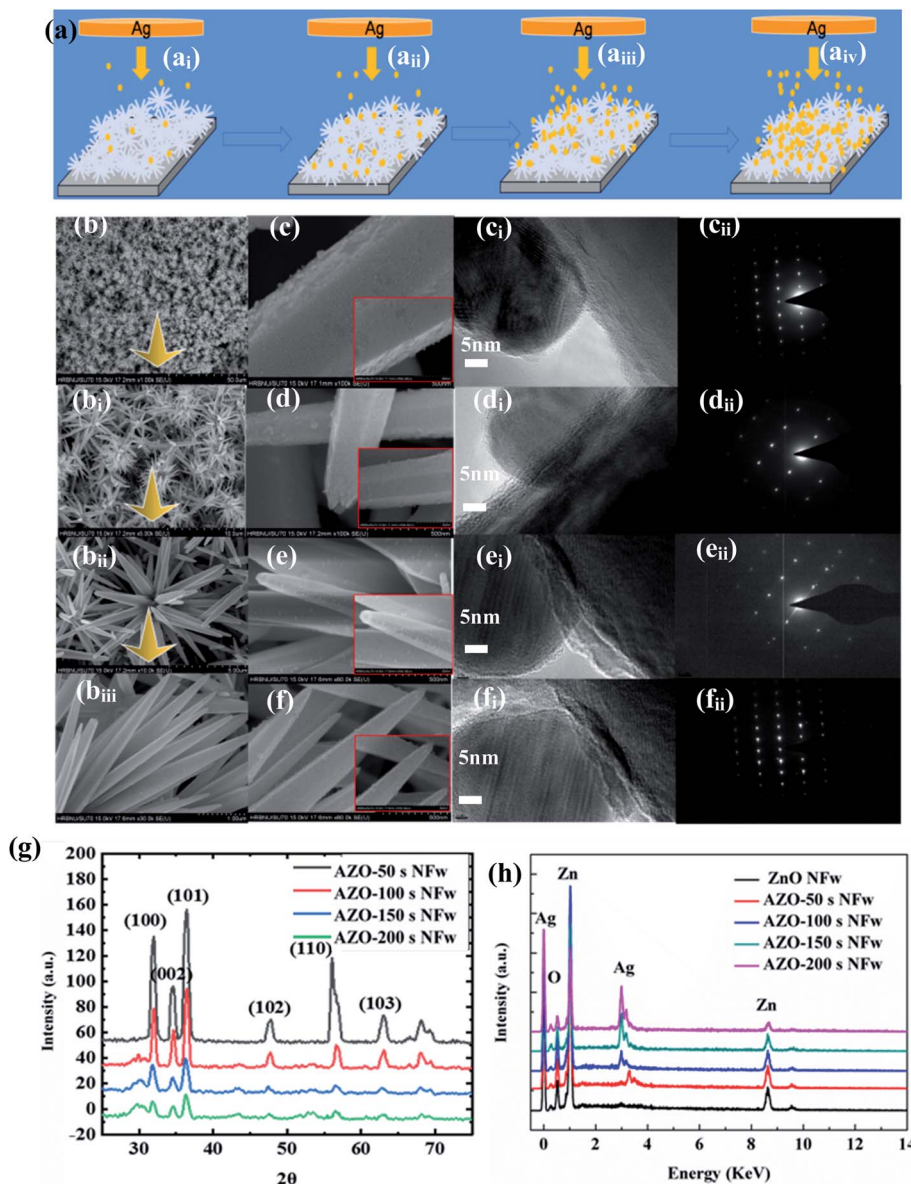 (a)
Ag
(ai)
Ag
(aii)
Ag
(aiii)
Ag
(aiv)
(b)
(c)
(ci)
(cii)
5nm
(bi)
(d)
(di)
(dii)
5nm
(bii)
(e)
(ei)
(eii)
5nm
(biii
(f)
(fi)
(fii)
5nm
(g)
200
180
160
140
120
100
80
60
40
20
0
-20
Intensity (a.u.)
AZO-50 s NFw
AZO-100 s NFw
AZO-150 s NFw
AZO-200 s NFw
(100)
(002)
(101)
(102)
(110)
(103)
30 40 50 60 70
2θ
(h)
Intensity (a.u.)
Zn
Ag
O
Ag
Zn
ZnO NFw
AZO-50 s NFw
AZO-100 s NFw
AZO-150 s NFw
AZO-200 s NFw
0 2 4 6 8 10 12 14
Energy (KeV)